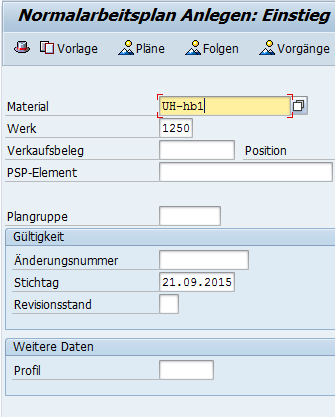 Normalarbeitsplan Anlegen: Einstieg
Vorlage Pläne Folgen Vorgänge
Material UH-hb1
Werk 1250
Verkaufsbeleg Position
PSP-Element
Plangruppe
Gültigkeit
Änderungsnummer
Stichtag 21.09.2015
Revisionsstand
Weitere Daten
Profil